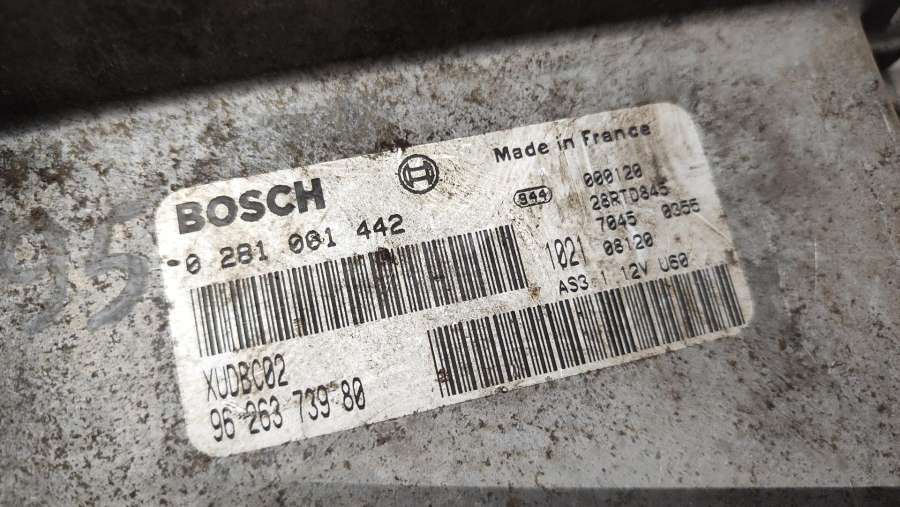 BOSCH
0 281 001 442
XUDBC02
96 263 739 80
Made in France
844
000120
28RTD845
7045 0355
1021 08120
AS3 12V U60